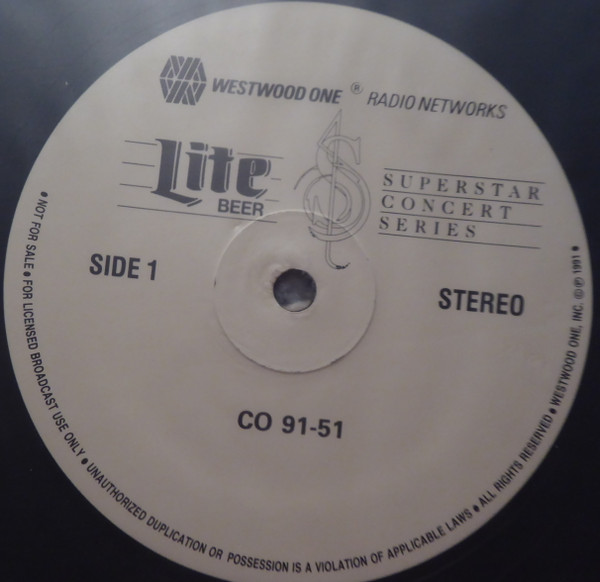 WESTWOOD ONE ® RADIO NETWORKS
Lite
BEER
SUPERSTAR
CONCERT
SERIES
SIDE 1
STEREO
CO 91-51
• NOT FOR SALE • FOR LICENSED BROADCAST USE ONLY • UNAUTHORIZED DUPLICATION OR POSSESSION IS A VIOLATION OF APPLICABLE LAWS • ALL RIGHTS RESERVED • WESTWOOD ONE, INC. © ℗ 1991 •